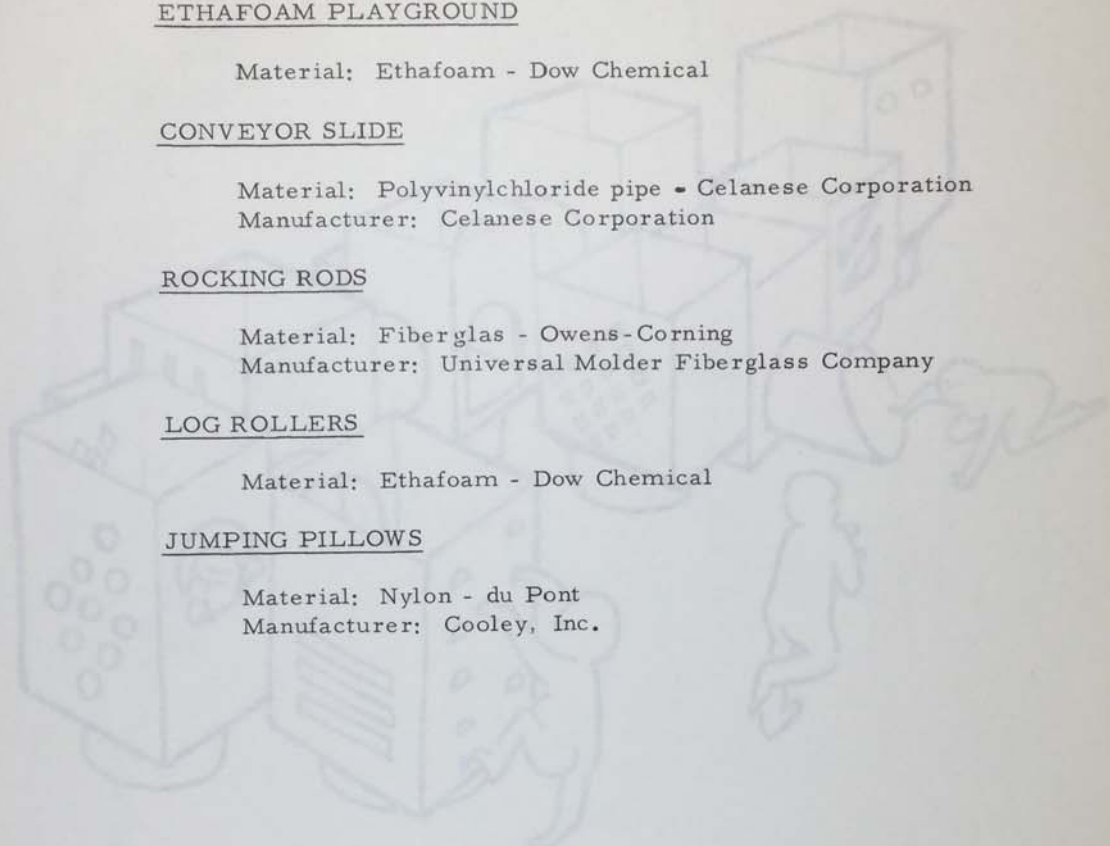 ETHAFOAM PLAYGROUND
Material: Ethafoam - Dow Chemical
CONVEYOR SLIDE
Material: Polyvinylchloride pipe - Celanese Corporation
Manufacturer: Celanese Corporation
ROCKING RODS
Material: Fiberglas - Owens-Corning
Manufacturer: Universal Molder Fiberglass Company
LOG ROLLERS
Material: Ethafoam - Dow Chemical
JUMPING PILLOWS
Material: Nylon - du Pont
Manufacturer: Cooley, Inc.